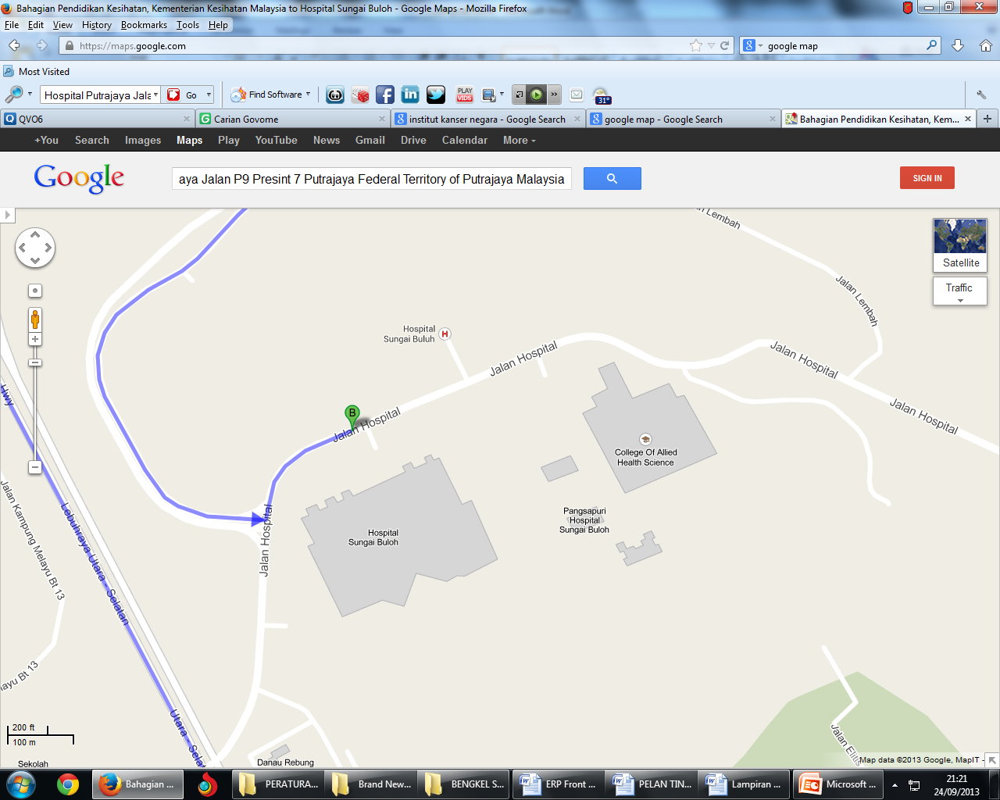 Bahagian Pendidikan Kesihatan, Kementerian Kesihatan Malaysia to Hospital Sungai Buloh - Google Maps - Mozilla Firefox
File Edit View History Bookmarks Tools Help
https://maps.google.com
google map
Most Visited
Hospital Putrajaya Jala
Go
Find Software
PLAY VIDS
31°
QVO6
Carian Govome
institut kanser negara - Google Search
google map - Google Search
Bahagian Pendidikan Kesihatan, Kem...
+You Search Images Maps Play YouTube News Gmail Drive Calendar More
Google
aya Jalan P9 Presint 7 Putrajaya Federal Territory of Putrajaya Malaysia
SIGN IN
Satellite
Traffic
n Lembah
Jalan Lembah
Hospital
Sungai Buluh
H
Jalan Hospital
Jalan Hospital
Jalan Hospital
Hwy
B
Jalan Hospital
College Of Allied
Health Science
Jalan Kampung Melayu Bt 13
Lebuhraya Utara - Selatan
Jalan Hospital
Hospital
Sungai Buloh
Pangsapuri
Hospital
Sungai Buloh
ayu Bt 13
Utara - Selat
Jalan Efilus
200 ft
100 m
Sekolah
Danau Rebung
Map data ©2013 Google, MapIT -
Bahagian ...
PERATURA...
Brand New...
BENGKEL S...
ERP Front ...
PELAN TIN...
Lampiran ...
Microsoft ...
21:21
24/09/2013